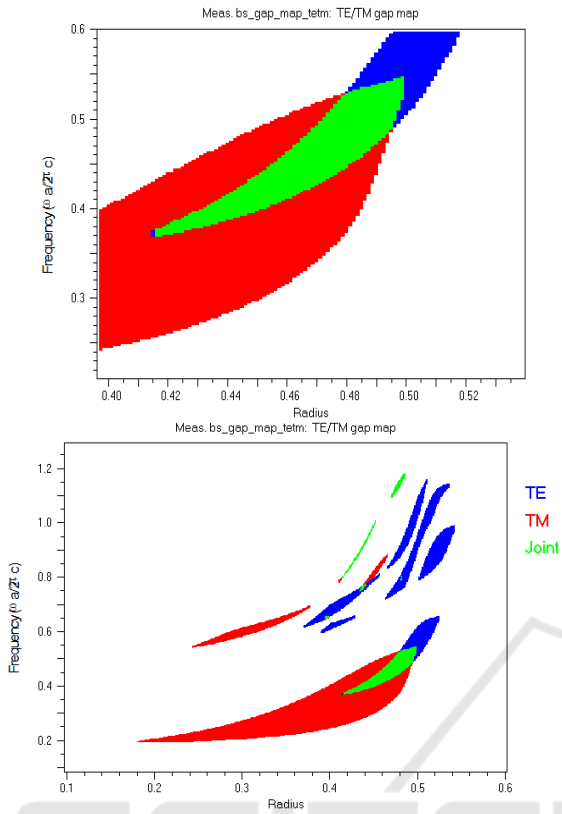 Meas. bs_gap_map_tetm: TE/TM gap map
0.6
0.5
0.4
0.3
Frequency (ω a/2π c)
0.40 0.42 0.44 0.46 0.48 0.50 0.52
Radius
Meas. bs_gap_map_tetm: TE/TM gap map
1.2
1.0
0.8
0.6
0.4
0.2
Frequency (ω a/2π c)
TE
TM
Joint
0.1 0.2 0.3 0.4 0.5 0.6
Radius